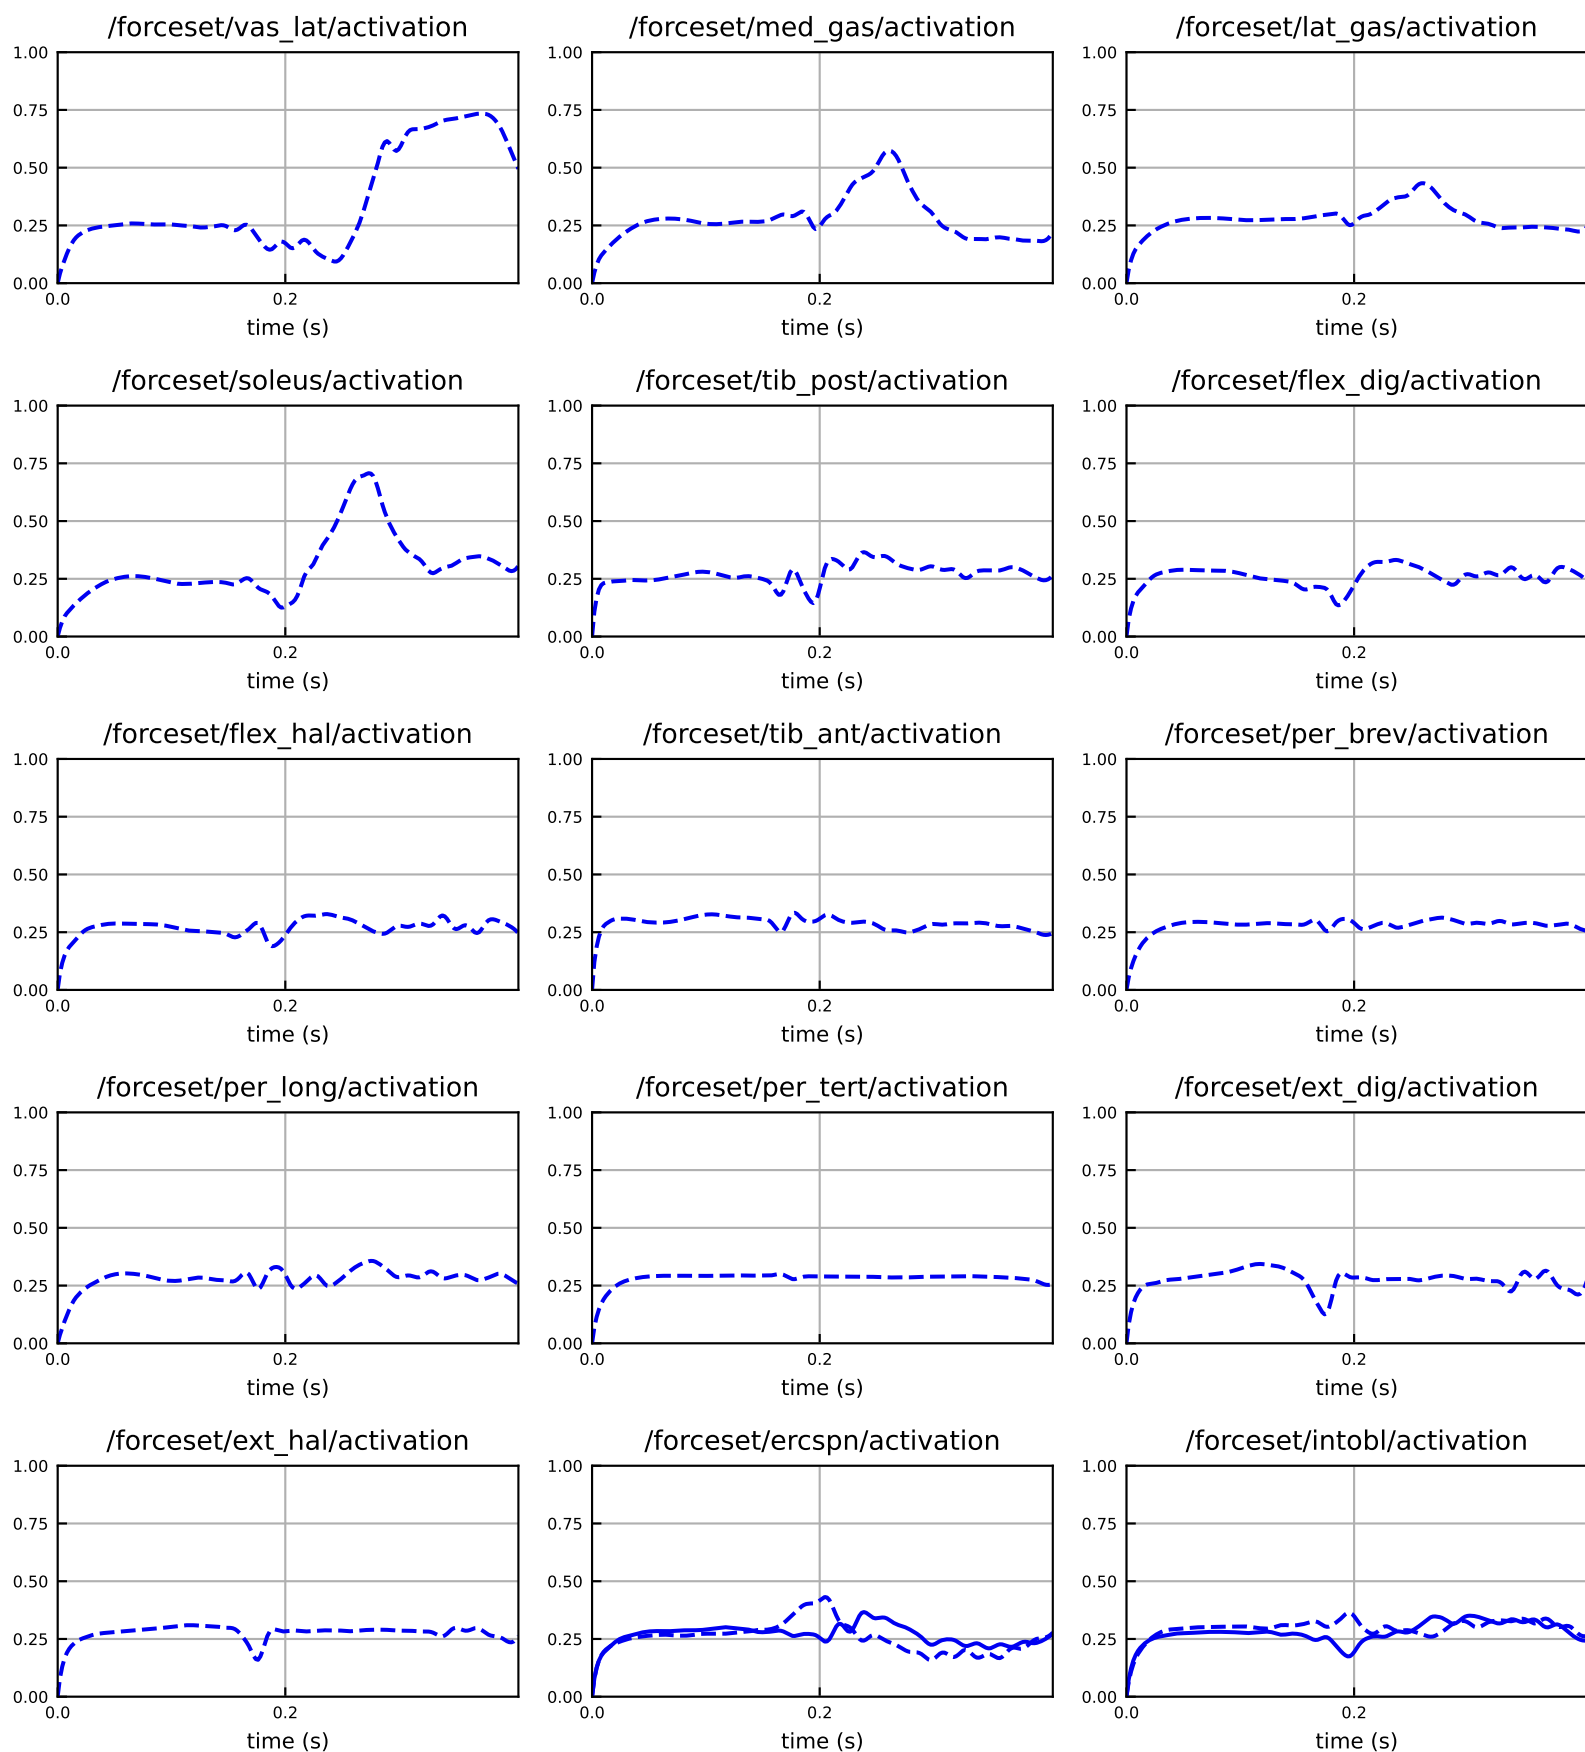 /forceset/vas_lat/activation /forceset/med_gas/activation /forceset/lat_gas/activation
1.00 1.00 1.00
0.75 0.75 0.75
0.50 0.50 0.50
0.25 0.25 0.25
0.00 0.00 0.00
0.0 0.2 0.0 0.2 0.0 0.2
time (s) time (s) time (s)
/forceset/soleus/activation /forceset/tib_post/activation /forceset/flex_dig/activation
1.00 1.00 1.00
0.75 0.75 0.75
0.50 0.50 0.50
0.25 0.25 0.25
0.00 0.00 0.00
0.0 0.2 0.0 0.2 0.0 0.2
time (s) time (s) time (s)
/forceset/flex_hal/activation /forceset/tib_ant/activation /forceset/per_brev/activation
1.00 1.00 1.00
0.75 0.75 0.75
0.50 0.50 0.50
0.25 0.25 0.25
0.00 0.00 0.00
0.0 0.2 0.0 0.2 0.0 0.2
time (s) time (s) time (s)
/forceset/per_long/activation /forceset/per_tert/activation /forceset/ext_dig/activation
1.00 1.00 1.00
0.75 0.75 0.75
0.50 0.50 0.50
0.25 0.25 0.25
0.00 0.00 0.00
0.0 0.2 0.0 0.2 0.0 0.2
time (s) time (s) time (s)
/forceset/ext_hal/activation /forceset/ercspn/activation /forceset/intobl/activation
1.00 1.00 1.00
0.75 0.75 0.75
0.50 0.50 0.50
0.25 0.25 0.25
0.00 0.00 0.00
0.0 0.2 0.0 0.2 0.0 0.2
time (s) time (s) time (s)